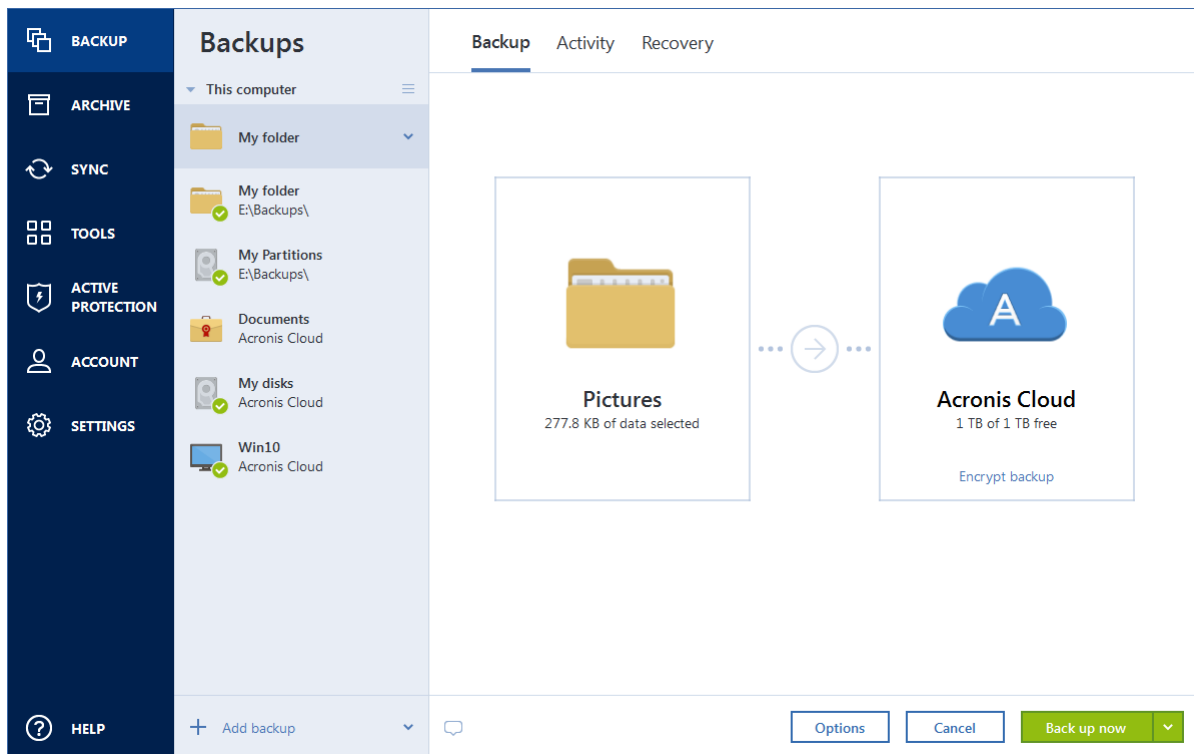 BACKUP
ARCHIVE
SYNC
TOOLS
ACTIVE
PROTECTION
ACCOUNT
SETTINGS
HELP
Backups
This computer
My folder
My folder
E:\Backups\
My Partitions
E:\Backups\
Documents
Acronis Cloud
My disks
Acronis Cloud
Win10
Acronis Cloud
Add backup
Backup Activity Recovery
Pictures
277.8 KB of data selected
A
Acronis Cloud
1 TB of 1 TB free
Encrypt backup
Options Cancel Back up now